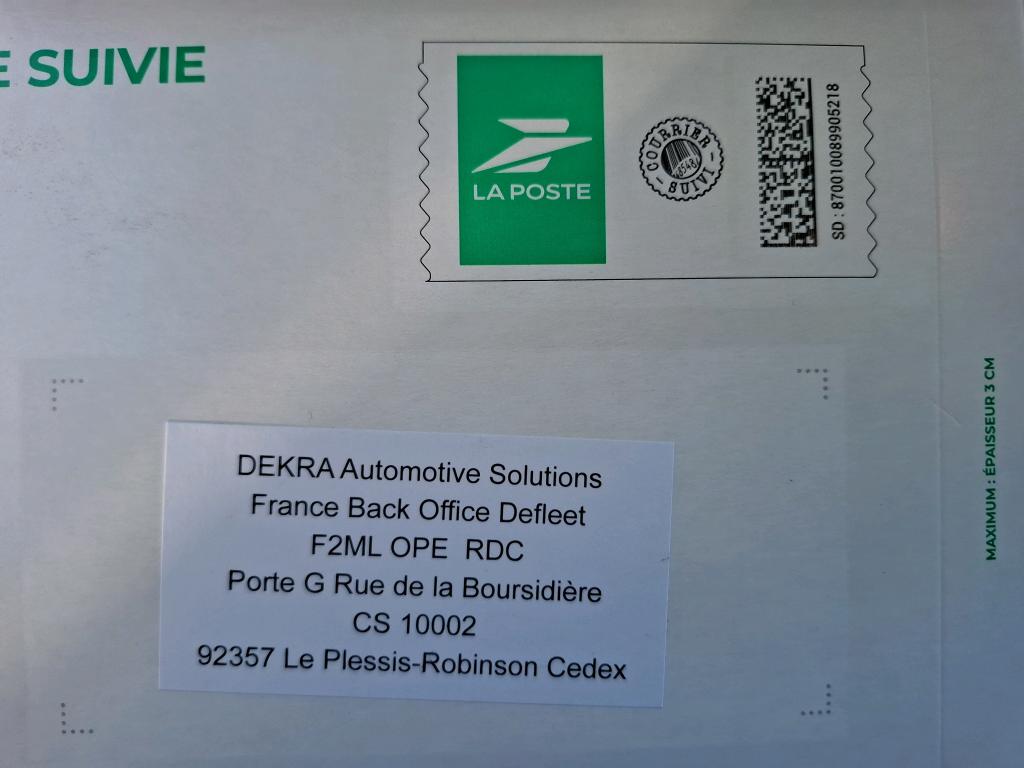 E SUIVIE
LA POSTE
COURRIER
SUIVI
SD : 870010089905218
MAXIMUM : ÉPAISSEUR 3 CM
DEKRA Automotive Solutions
France Back Office Defleet
F2ML OPE RDC
Porte G Rue de la Boursidière
CS 10002
92357 Le Plessis-Robinson Cedex